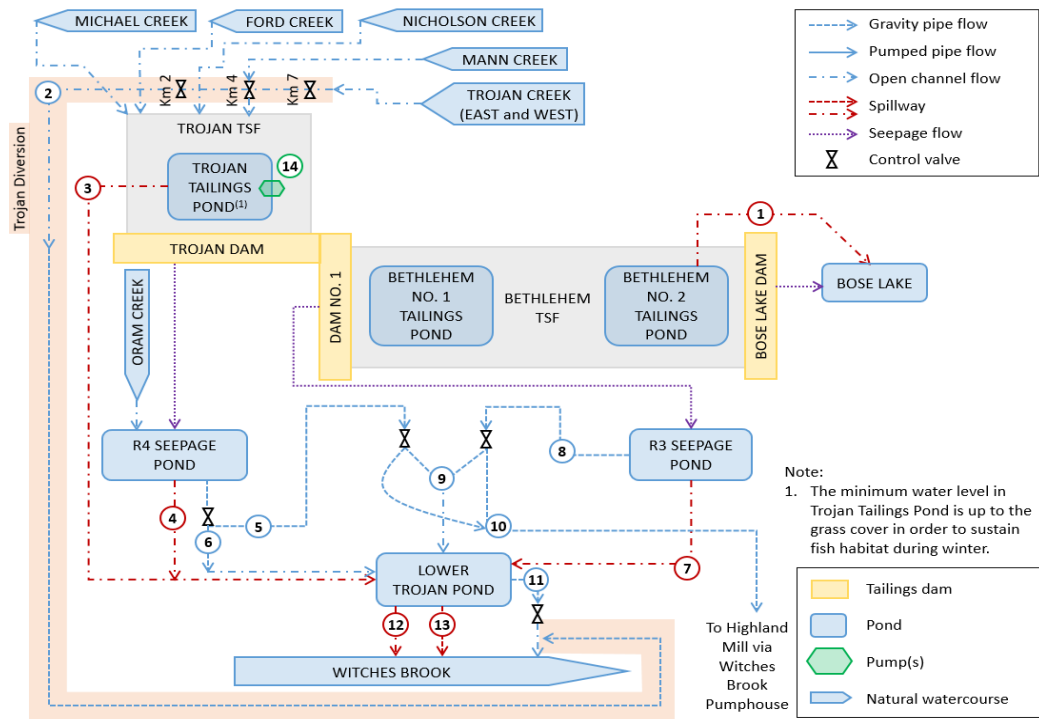 MICHAEL CREEK
FORD CREEK
NICHOLSON CREEK
MANN CREEK
TROJAN CREEK
(EAST and WEST)
2
Km 2
Km 4
Km 7
Gravity pipe flow
Pumped pipe flow
Open channel flow
Spillway
Seepage flow
Control valve
Trojan Diversion
TROJAN TSF
TROJAN
TAILINGS
POND(1)
14
3
TROJAN DAM
DAM NO. 1
BETHLEHEM
NO. 1
TAILINGS
POND
BETHLEHEM
TSF
BETHLEHEM
NO. 2
TAILINGS
POND
1
BOSE LAKE DAM
BOSE LAKE
ORAM CREEK
R4 SEEPAGE
POND
R3 SEEPAGE
POND
8
9
4
5
6
10
7
LOWER
TROJAN POND
11
12
13
WITCHES BROOK
To Highland
Mill via
Witches
Brook
Pumphouse
Note:
1. The minimum water level in
Trojan Tailings Pond is up to the
grass cover in order to sustain
fish habitat during winter.
Tailings dam
Pond
Pump(s)
Natural watercourse